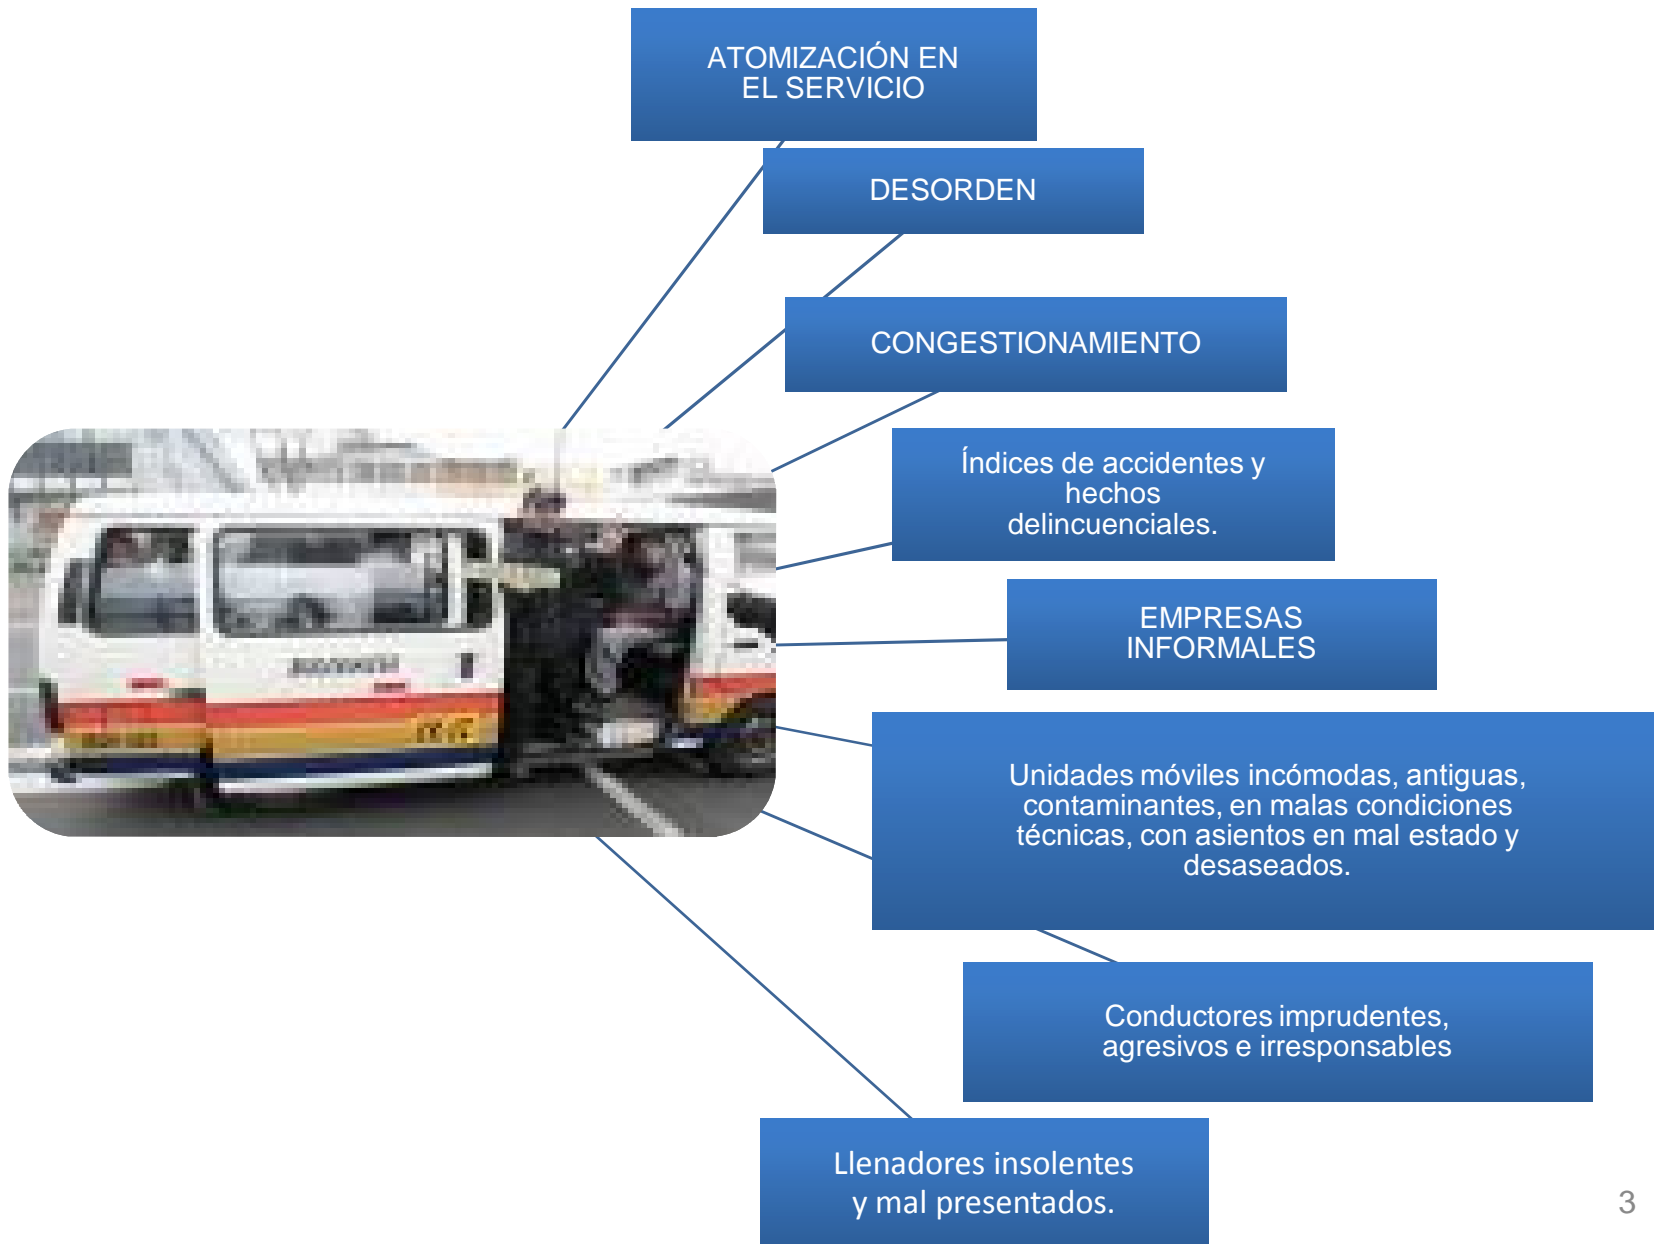 ATOMIZACIÓN EN
EL SERVICIO
DESORDEN
CONGESTIONAMIENTO
Índices de accidentes y
hechos
delincuenciales.
EMPRESAS
INFORMALES
Unidades móviles incómodas, antiguas,
contaminantes, en malas condiciones
técnicas, con asientos en mal estado y
desaseados.
Conductores imprudentes,
agresivos e irresponsables
Llenadores insolentes
y mal presentados.
3